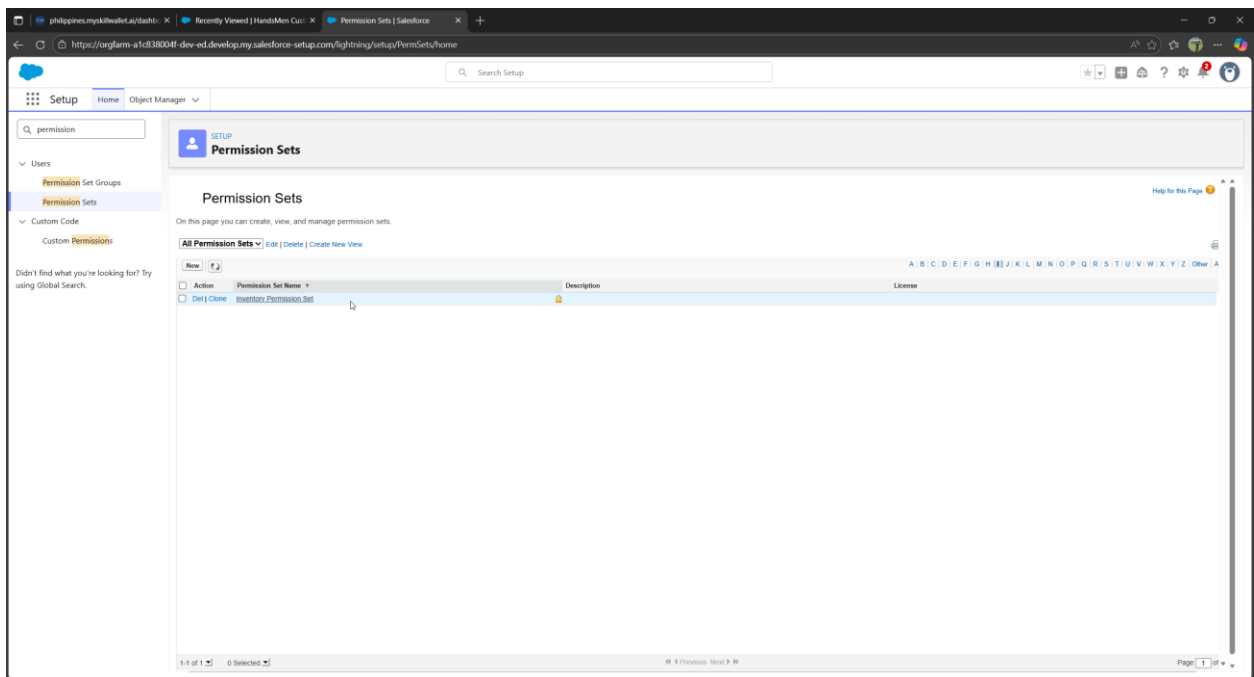 philippines.myskillwallet.ai/dashbo
Recently Viewed | HandsMen Cust
Permission Sets | Salesforce
https://orgfarm-a1c838004f-dev-ed.develop.my.salesforce-setup.com/lightning/setup/PermSets/home
Search Setup
2
Setup Home Object Manager
permission
Users
Permission Set Groups
Permission Sets
Custom Code
Custom Permissions
Didn't find what you're looking for? Try
using Global Search.
SETUP
Permission Sets
Permission Sets
Help for this Page
On this page you can create, view, and manage permission sets.
All Permission Sets Edit | Delete | Create New View
New
A | B | C | D | E | F | G | H | I | J | K | L | M | N | O | P | Q | R | S | T | U | V | W | X | Y | Z | Other | A
Action Permission Set Name Description License
Del | Clone Inventory Permission Set
1-1 of 1 0 Selected Previous Next Page 1 of